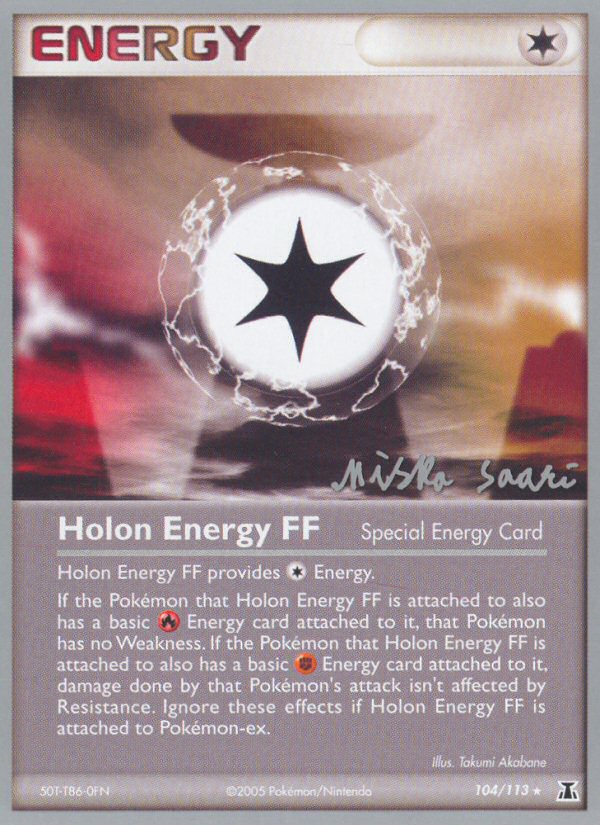 ENERGY
Miska Saari
Holon Energy FF Special Energy Card
Holon Energy FF provides Energy.
If the Pokémon that Holon Energy FF is attached to also
has a basic Energy card attached to it, that Pokémon
has no Weakness. If the Pokémon that Holon Energy FF is
attached to also has a basic Energy card attached to it,
damage done by that Pokémon's attack isn't affected by
Resistance. Ignore these effects if Holon Energy FF is
attached to Pokémon-ex.
Illus. Takumi Akabane
50T-T86-0FN ©2005 Pokémon/Nintendo 104/113 ★